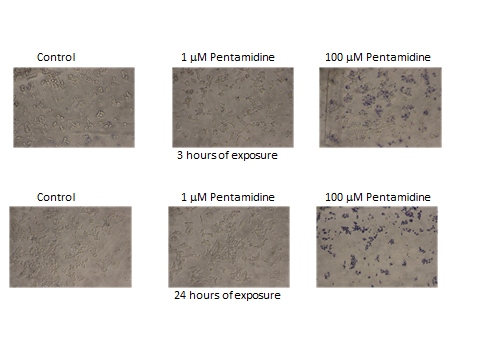 Control 1 μM Pentamidine 100 μM Pentamidine
3 hours of exposure
Control 1 μM Pentamidine 100 μM Pentamidine
24 hours of exposure